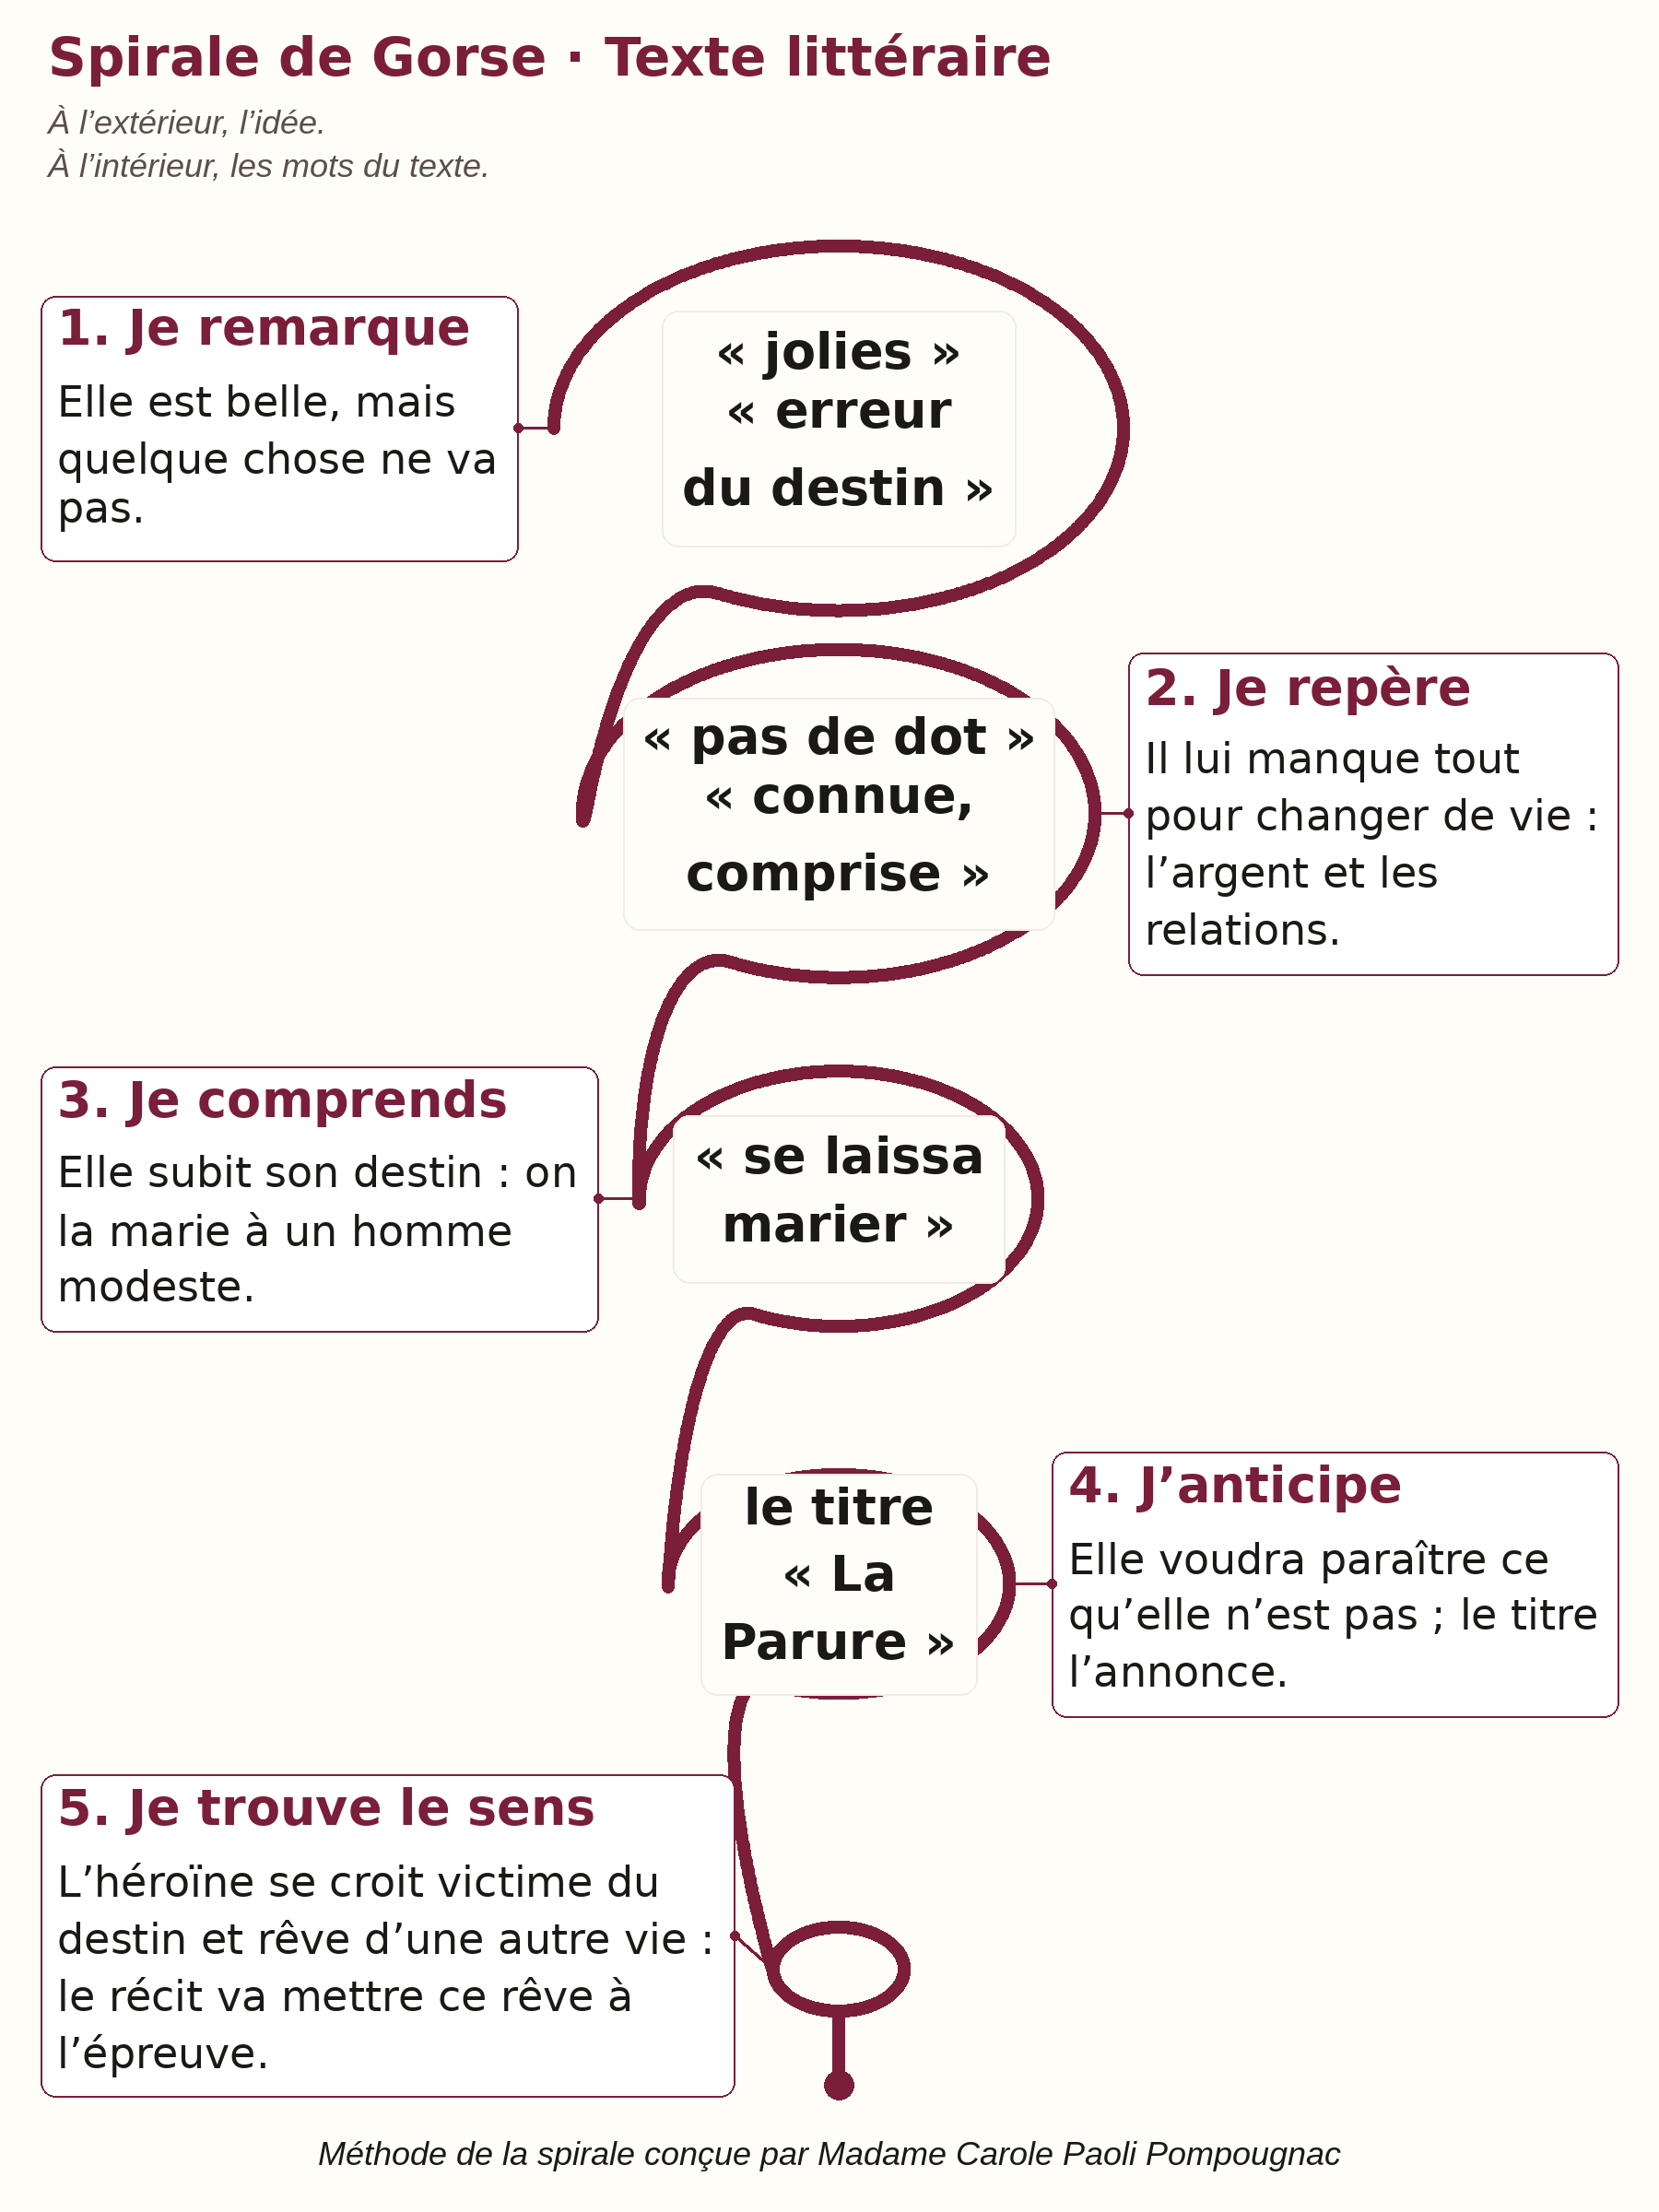 Spirale de Gorse · Texte littéraire
À l’extérieur, l’idée.
À l’intérieur, les mots du texte.
1. Je remarque
Elle est belle, mais
quelque chose ne va
pas.
« jolies »
« erreur
du destin »
« pas de dot »
« connue,
comprise »
2. Je repère
Il lui manque tout
pour changer de vie :
l’argent et les
relations.
3. Je comprends
Elle subit son destin : on
la marie à un homme
modeste.
« se laissa
marier »
le titre
« La
Parure »
4. J’anticipe
Elle voudra paraître ce
qu’elle n’est pas ; le titre
l’annonce.
5. Je trouve le sens
L’héroïne se croit victime du
destin et rêve d’une autre vie :
le récit va mettre ce rêve à
l’épreuve.
Méthode de la spirale conçue par Madame Carole Paoli Pompougnac